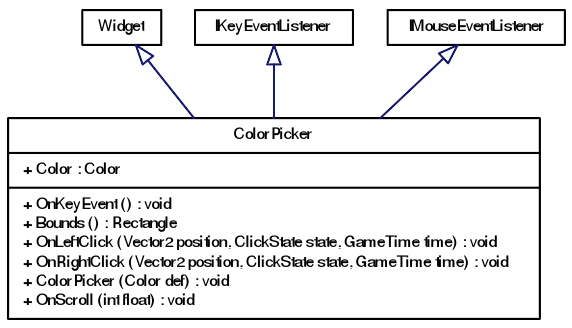 Widget
IKeyEventListener
IMouseEventListener
ColorPicker
+ Color : Color
+ OnKeyEvent () : void
+ Bounds () : Rectangle
+ OnLeftClick (Vector2 position, ClickState state, GameTime time) : void
+ OnRightClick (Vector2 position, ClickState state, GameTime time) : void
+ ColorPicker (Color def) : void
+ OnScroll (int float) : void